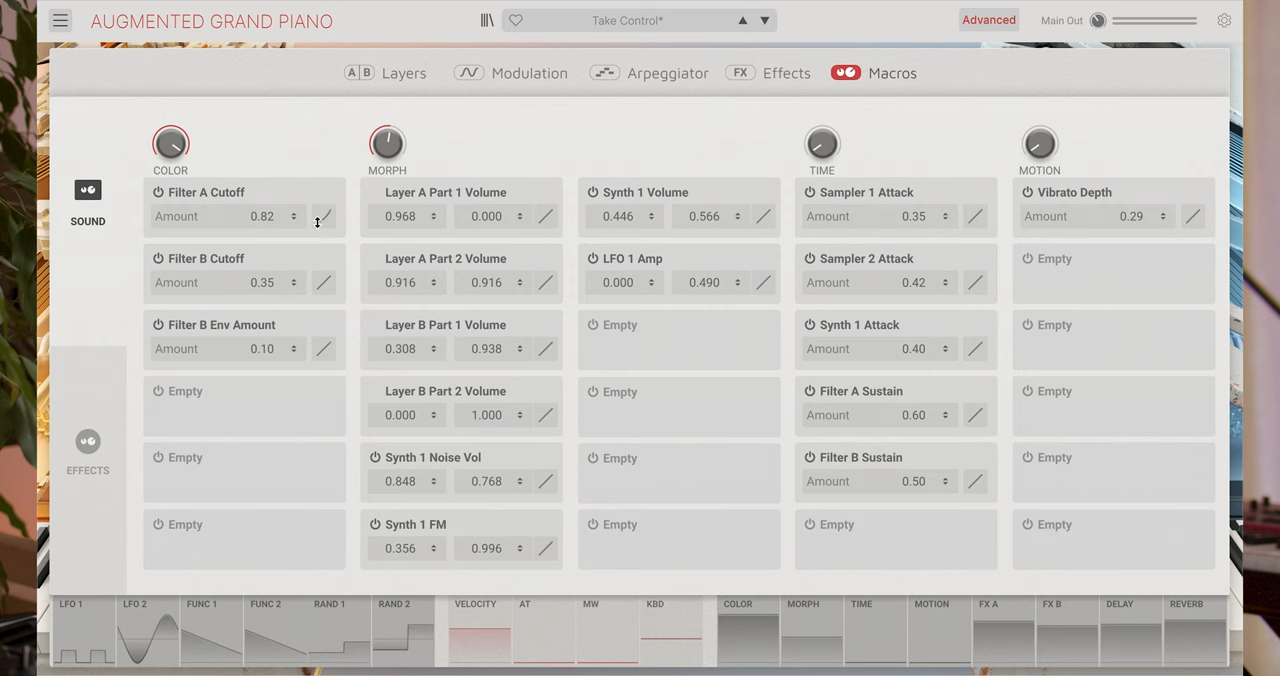 AUGMENTED GRAND PIANO
Take Control*
Advanced
Main Out
A B Layers
Modulation
Arpeggiator
FX Effects
Macros
SOUND
EFFECTS
COLOR
Filter A Cutoff
Amount 0.82
Filter B Cutoff
Amount 0.35
Filter B Env Amount
Amount 0.10
Empty
Empty
Empty
MORPH
Layer A Part 1 Volume
0.968 0.000
Layer A Part 2 Volume
0.916 0.916
Layer B Part 1 Volume
0.308 0.938
Layer B Part 2 Volume
0.000 1.000
Synth 1 Noise Vol
0.848 0.768
Synth 1 FM
0.356 0.996
Synth 1 Volume
0.446 0.566
LFO 1 Amp
0.000 0.490
Empty
Empty
Empty
Empty
TIME
Sampler 1 Attack
Amount 0.35
Sampler 2 Attack
Amount 0.42
Synth 1 Attack
Amount 0.40
Filter A Sustain
Amount 0.60
Filter B Sustain
Amount 0.50
Empty
MOTION
Vibrato Depth
Amount 0.29
Empty
Empty
Empty
Empty
Empty
LFO 1 LFO 2 FUNC 1 FUNC 2 RAND 1 RAND 2 VELOCITY AT MW KBD COLOR MORPH TIME MOTION FX A FX B DELAY REVERB